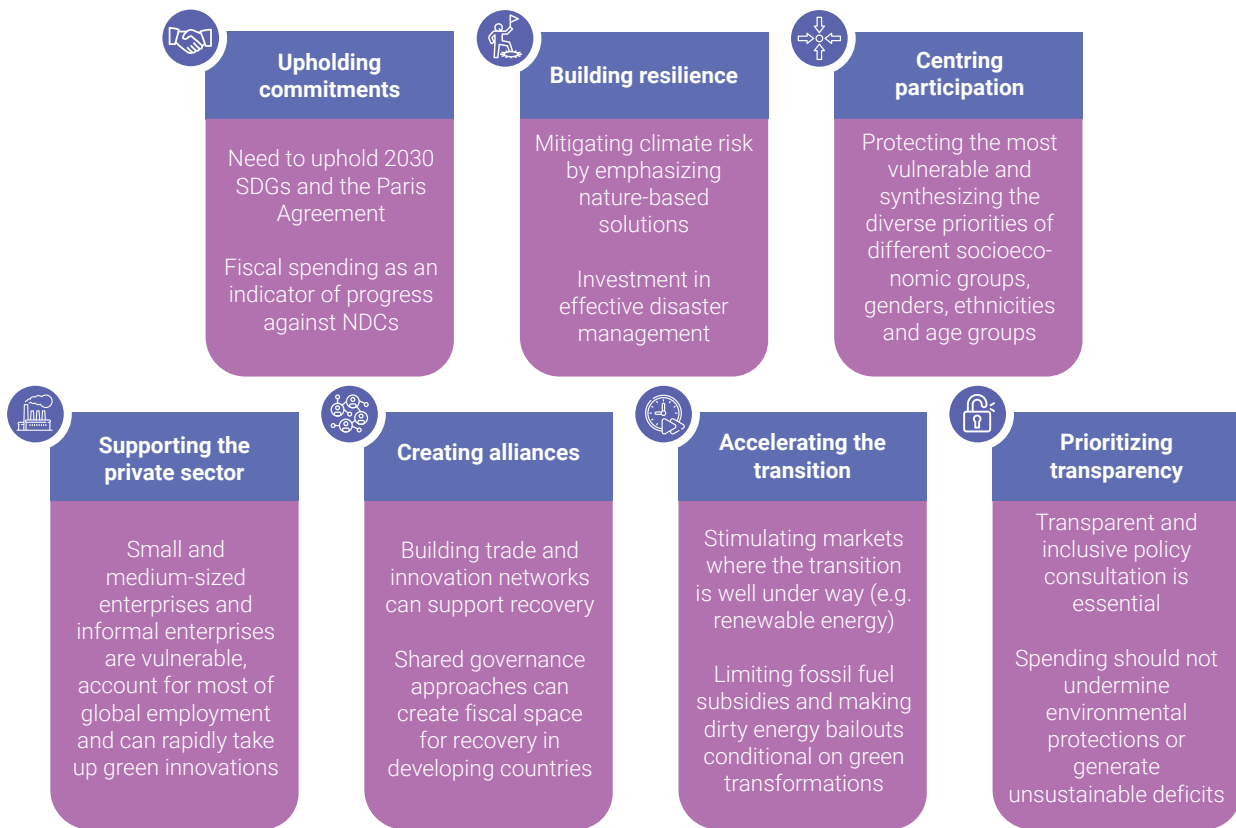 Upholding
commitments
Need to uphold 2030
SDGs and the Paris
Agreement
Fiscal spending as an
indicator of progress
against NDCs
Building resilience
Mitigating climate risk
by emphasizing
nature-based
solutions
Investment in
effective disaster
management
Centring
participation
Protecting the most
vulnerable and
synthesizing the
diverse priorities of
different socioeco-
nomic groups,
genders, ethnicities
and age groups
Supporting the
private sector
Small and
medium-sized
enterprises and
informal enterprises
are vulnerable,
account for most of
global employment
and can rapidly take
up green innovations
Creating alliances
Building trade and
innovation networks
can support recovery
Shared governance
approaches can
create fiscal space
for recovery in
developing countries
Accelerating the
transition
Stimulating markets
where the transition
is well under way (e.g.
renewable energy)
Limiting fossil fuel
subsidies and making
dirty energy bailouts
conditional on green
transformations
Prioritizing
transparency
Transparent and
inclusive policy
consultation is
essential
Spending should not
undermine
environmental
protections or
generate
unsustainable deficits